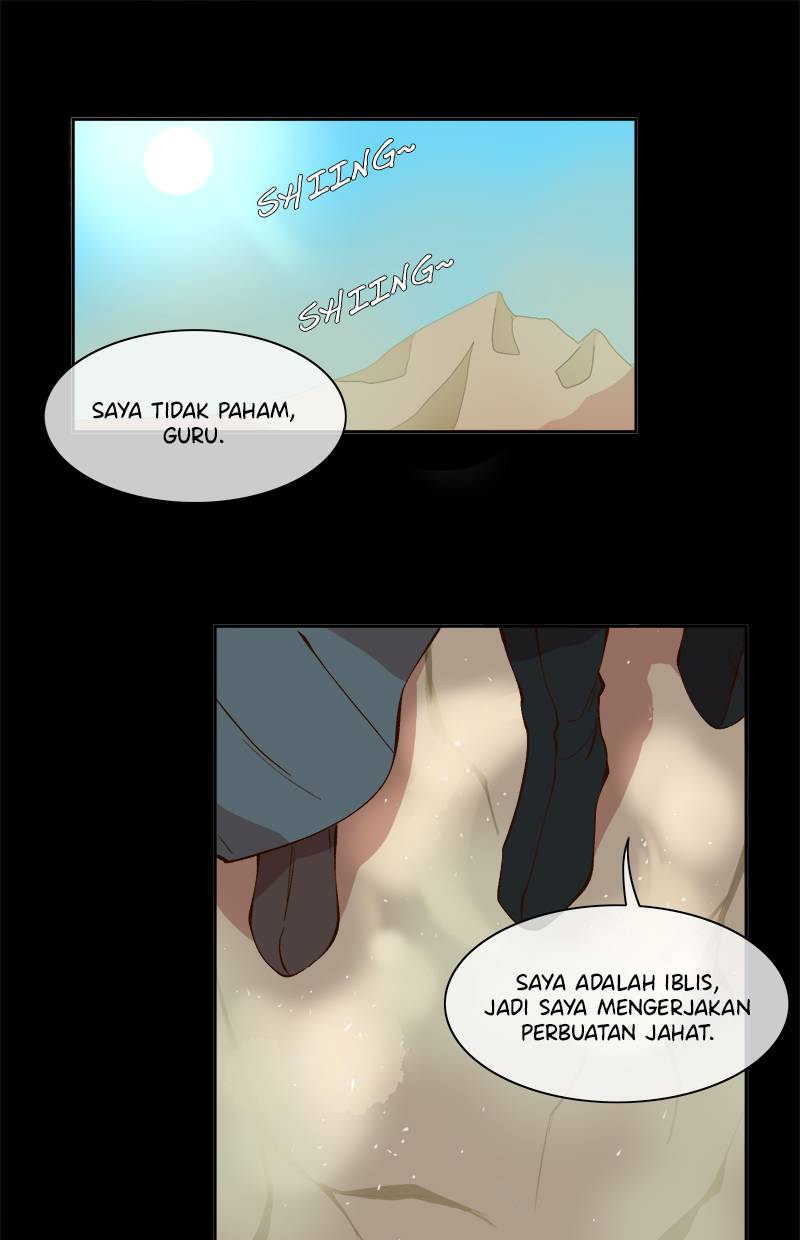 SHIING~
SHIING~
SAYA TIDAK PAHAM,
GURU.
SAYA ADALAH IBLIS,
JADI SAYA MENGERJAKAN
PERBUATAN JAHAT.